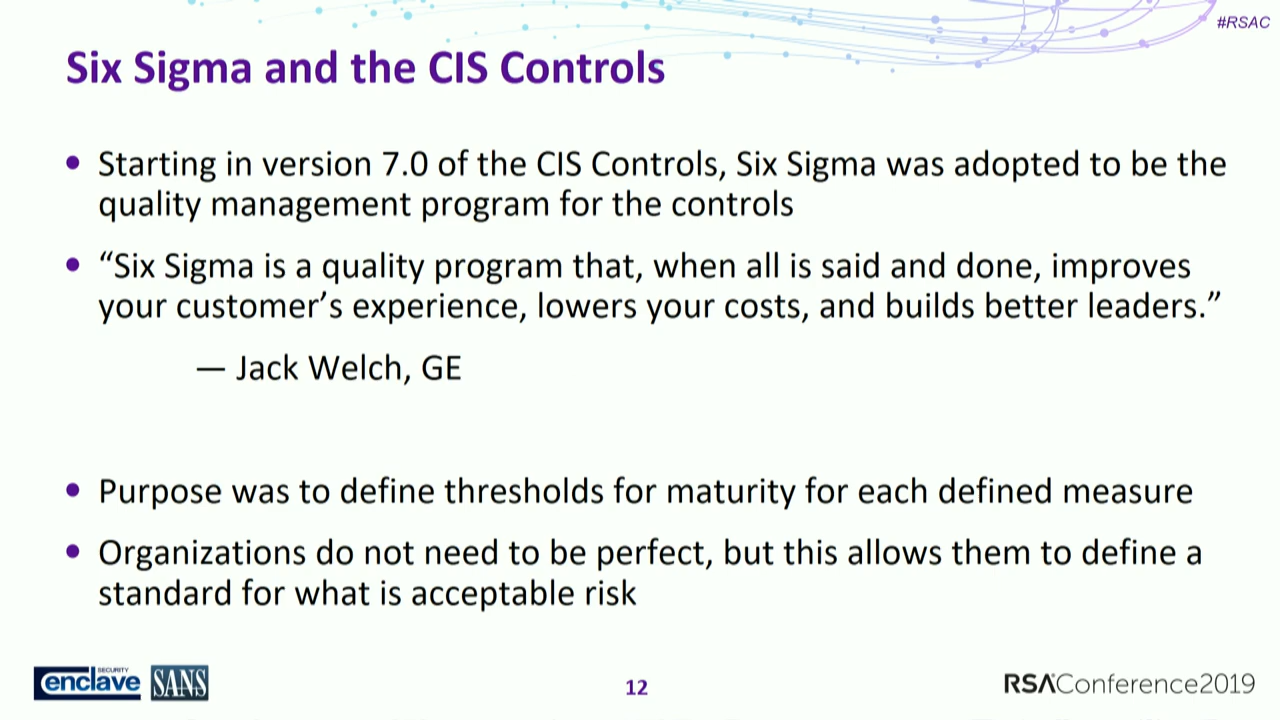 #RSAC
Six Sigma and the CIS Controls
• Starting in version 7.0 of the CIS Controls, Six Sigma was adopted to be the
quality management program for the controls
• “Six Sigma is a quality program that, when all is said and done, improves
your customer’s experience, lowers your costs, and builds better leaders.”
— Jack Welch, GE
• Purpose was to define thresholds for maturity for each defined measure
• Organizations do not need to be perfect, but this allows them to define a
standard for what is acceptable risk
SECURITY
enclave
SANS
12
RSAConference2019